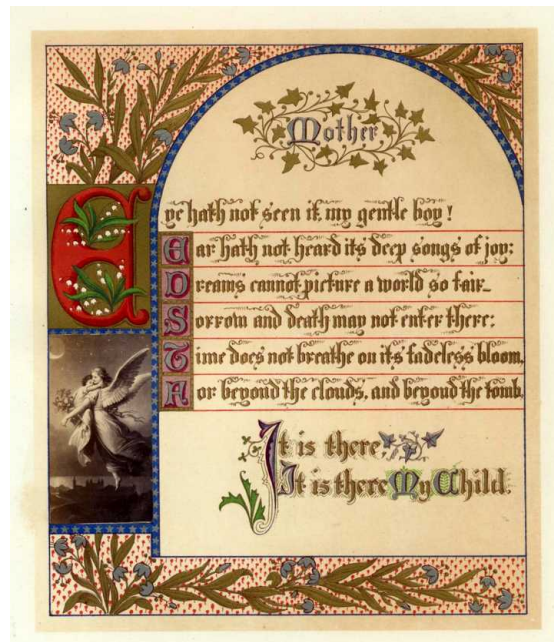 Mother
Eye hath not seen it, my gentle boy!
Ear hath not heard its deep songs of joy:
Dreams cannot picture a world so fair_
Sorrow and death may not enter there:
Time does not breathe on its fadeless bloom,
For beyond the clouds, and beyond the tomb.
It is there
It is there My Child.